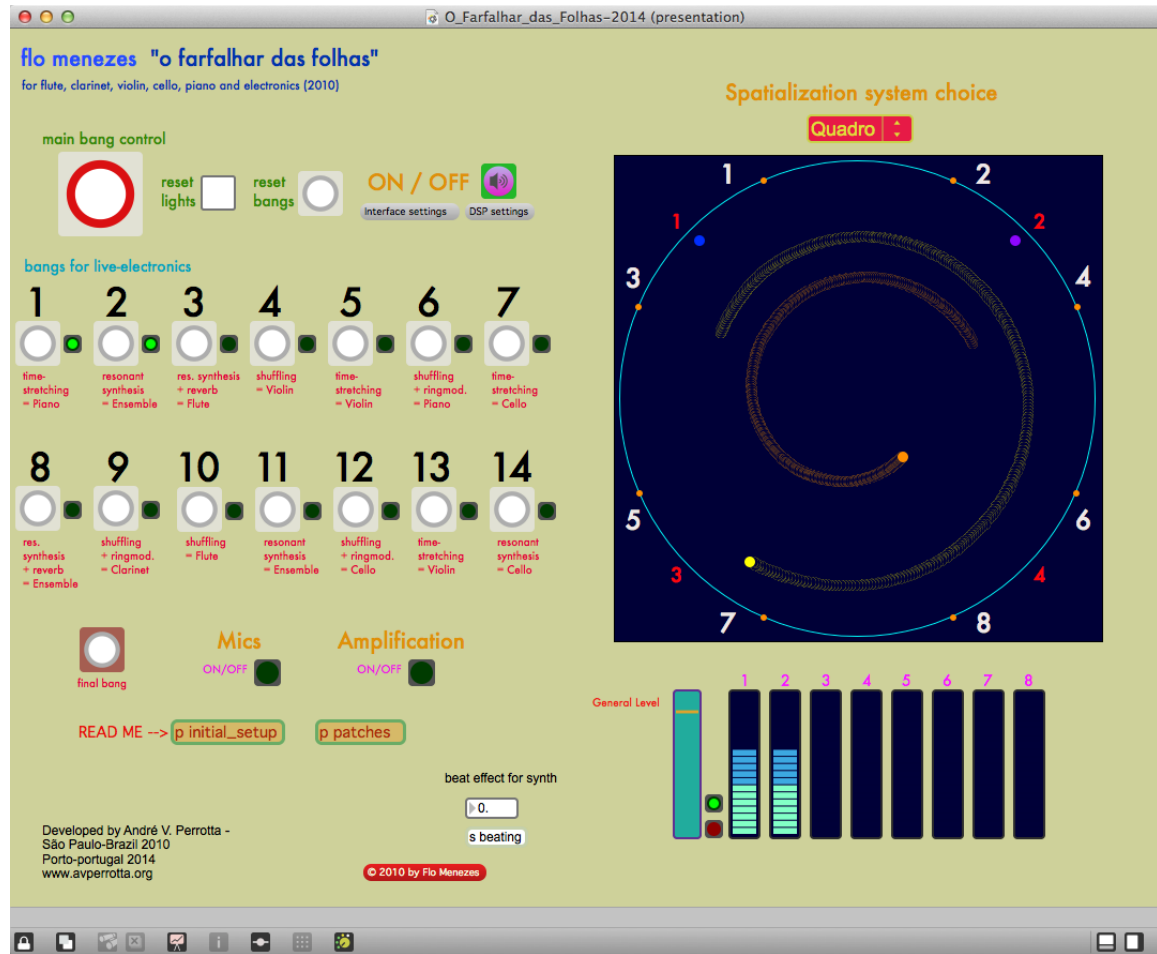 O_Farfalhar_das_Folhas-2014 (presentation)
flo menezes "o farfalhar das folhas"
for flute, clarinet, violin, cello, piano and electronics (2010)
main bang control
reset lights
reset bangs
ON / OFF
Interface settings
DSP settings
bangs for live-electronics
1 2 3 4 5 6 7
time-
stretching
= Piano
resonant
synthesis
= Ensemble
res. synthesis
+ reverb
= Flute
shuffling
= Violin
time-
stretching
= Violin
shuffling
+ ringmod.
= Piano
time-
stretching
= Cello
8 9 10 11 12 13 14
res.
synthesis
+ reverb
= Ensemble
shuffling
+ ringmod.
= Clarinet
shuffling
= Flute
resonant
synthesis
= Ensemble
shuffling
+ ringmod.
= Cello
time-
stretching
= Violin
resonant
synthesis
= Cello
final bang
Mics
ON/OFF
Amplification
ON/OFF
READ ME --> p initial_setup
p patches
beat effect for synth
0.
s beating
Developed by André V. Perrotta -
São Paulo-Brazil 2010
Porto-portugal 2014
www.avperrotta.org
© 2010 by Flo Menezes
Spatialization system choice
Quadro
1 2
1 2
3 4
5 6
3 4
7 8
General Level
1 2 3 4 5 6 7 8